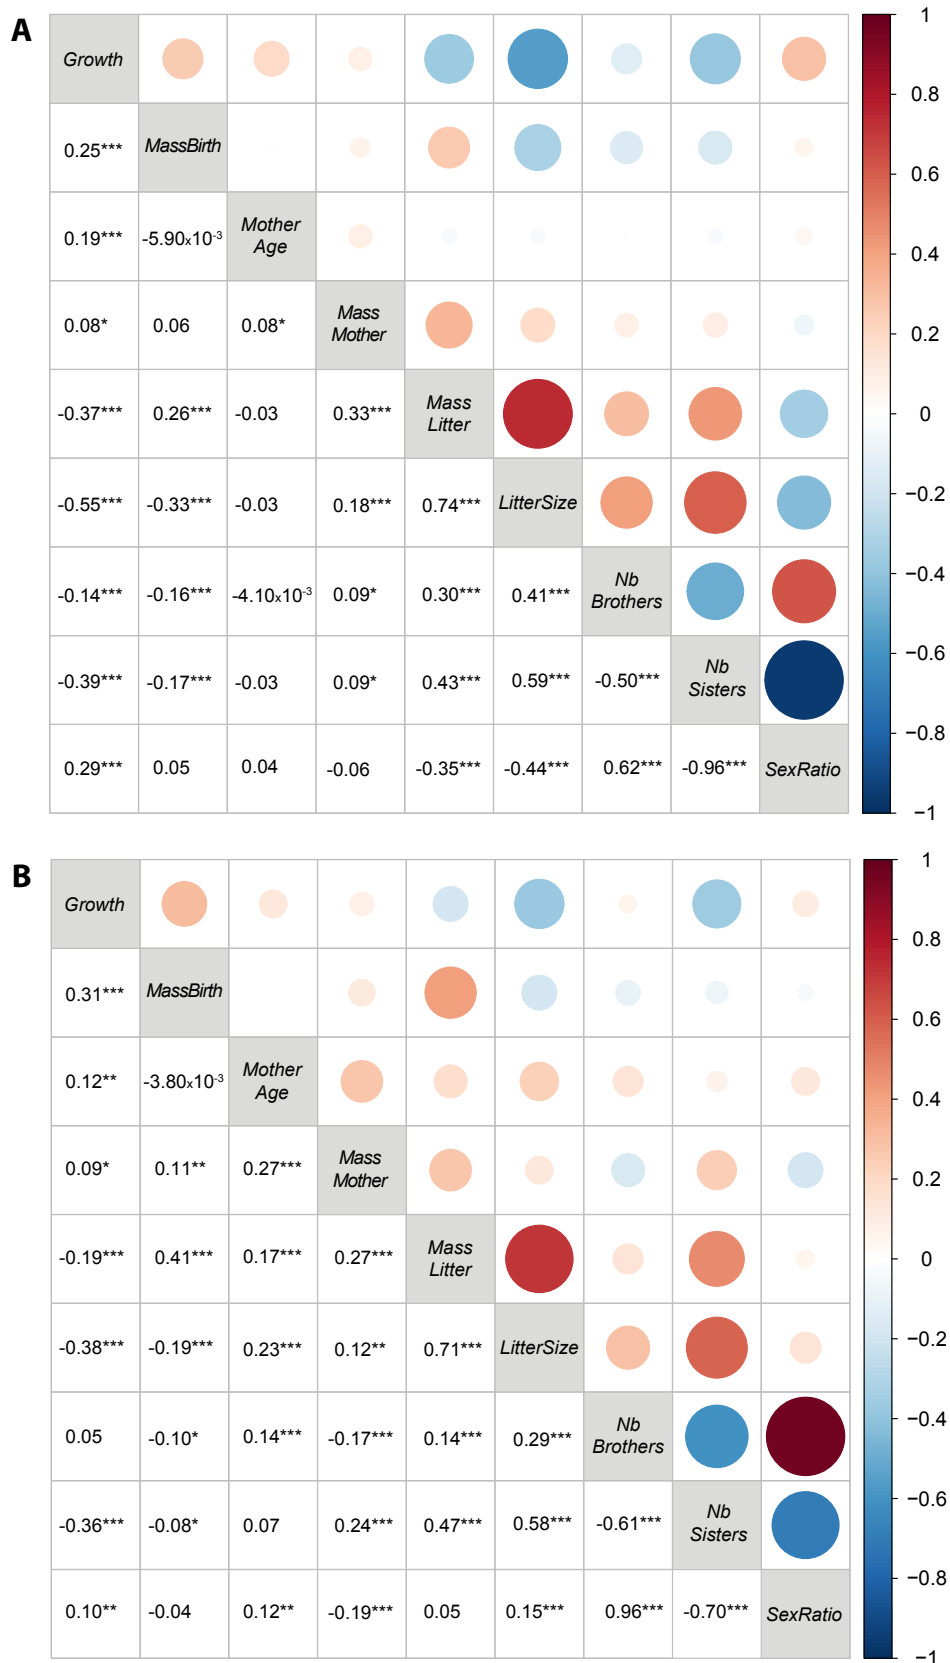 A
Growth
1
0.8
0.25*** MassBirth
0.6
0.19*** -5.90x10-3 Mother Age
0.4
0.08* 0.06 0.08* Mass Mother
0.2
-0.37*** 0.26*** -0.03 0.33*** Mass Litter
0
-0.55*** -0.33*** -0.03 0.18*** 0.74*** LitterSize
−0.2
-0.14*** -0.16*** -4.10x10-3 0.09* 0.30*** 0.41*** Nb Brothers
−0.4
-0.39*** -0.17*** -0.03 0.09* 0.43*** 0.59*** -0.50*** Nb Sisters
−0.6
0.29*** 0.05 0.04 -0.06 -0.35*** -0.44*** 0.62*** -0.96*** SexRatio
−0.8
−1
B
Growth
1
0.8
0.31*** MassBirth
0.6
0.12** -3.80x10-3 Mother Age
0.4
0.09* 0.11** 0.27*** Mass Mother
0.2
-0.19*** 0.41*** 0.17*** 0.27*** Mass Litter
0
-0.38*** -0.19*** 0.23*** 0.12** 0.71*** LitterSize
−0.2
0.05 -0.10* 0.14*** -0.17*** 0.14*** 0.29*** Nb Brothers
−0.4
-0.36*** -0.08* 0.07 0.24*** 0.47*** 0.58*** -0.61*** Nb Sisters
−0.6
0.10** -0.04 0.12** -0.19*** 0.05 0.15*** 0.96*** -0.70*** SexRatio
−0.8
−1